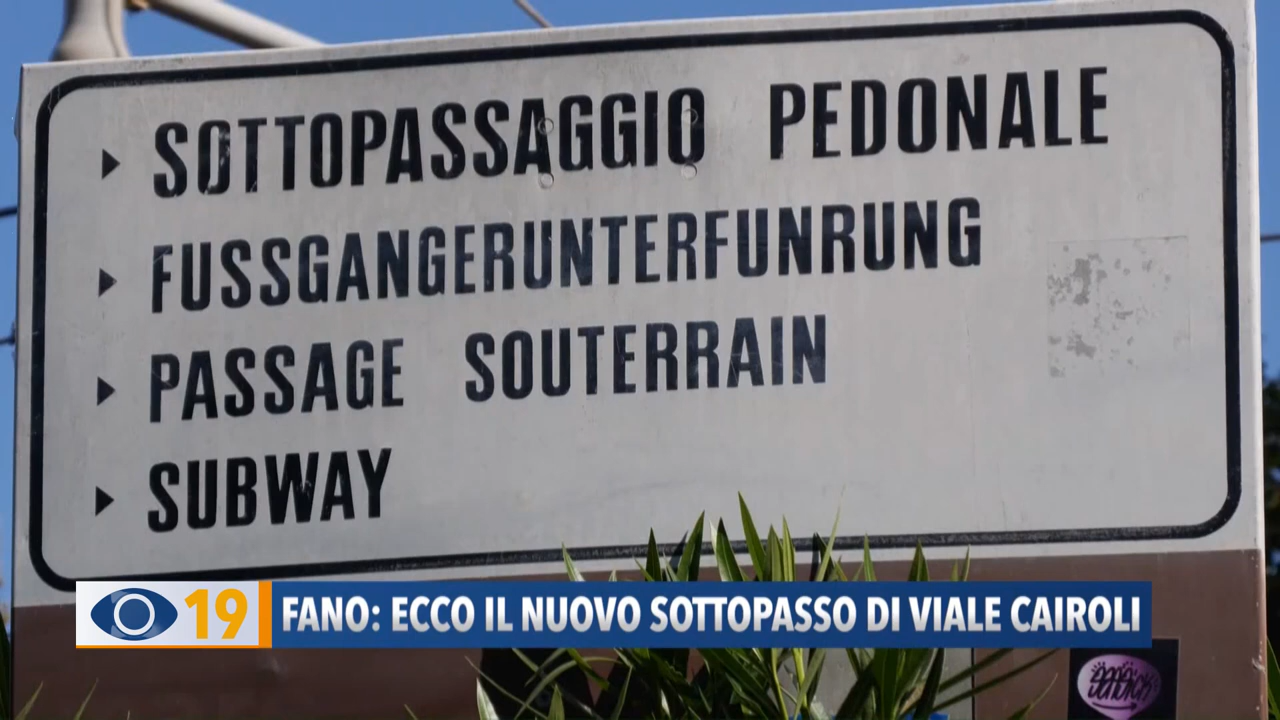 SOTTOPASSAGGIO PEDONALE
FUSSGANGERUNTERFUNRUNG
PASSAGE SOUTERRAIN
SUBWAY
19 FANO: ECCO IL NUOVO SOTTOPASSO DI VIALE CAIROLI